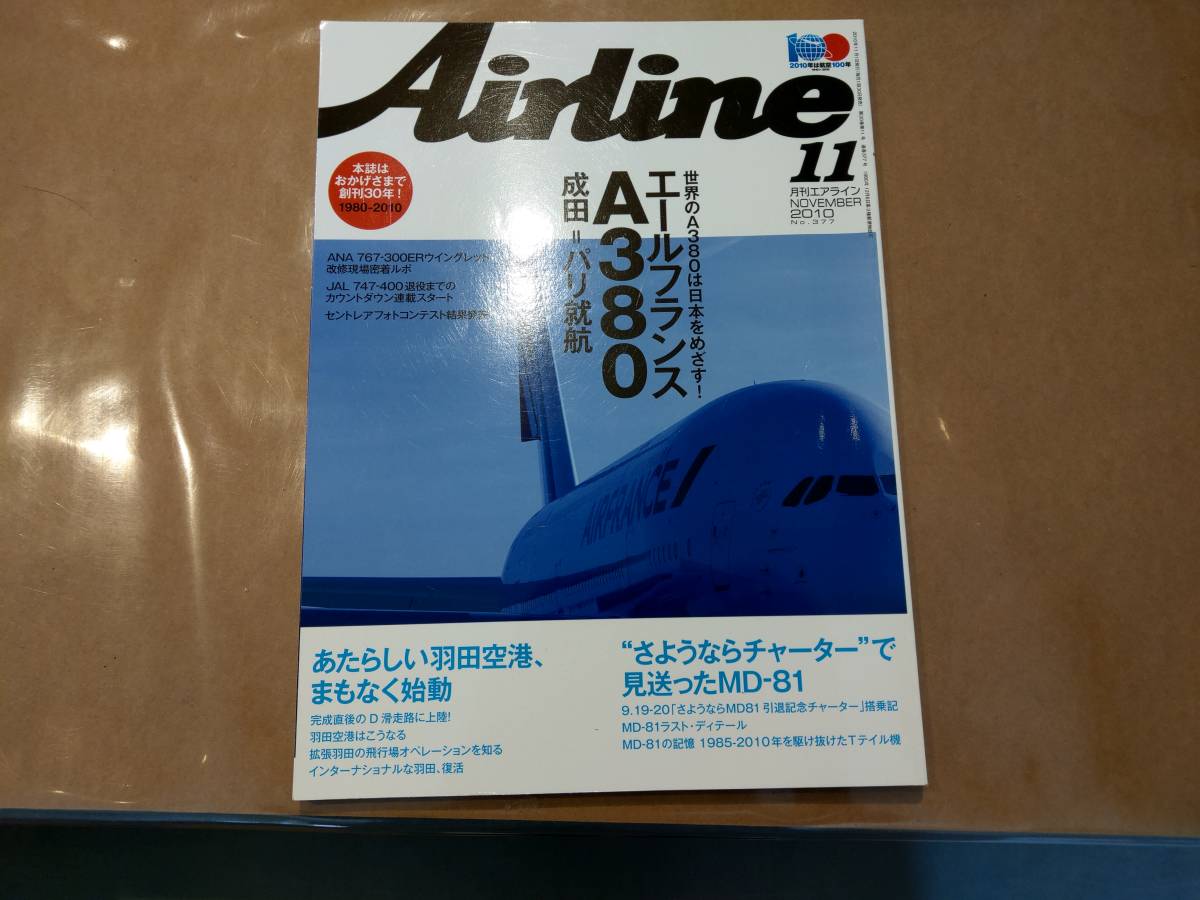 Airline
100
2010年は航空100年
11
月刊エアライン
NOVEMBER
2010
No.377
本誌は
おかげさまで
創刊30年!
1980-2010
世界のA380は日本をめざす!
エールフランス
A380
成田=パリ就航
ANA 767-300ERウイングレット
改修現場密着ルポ
JAL 747-400 退役までの
カウントダウン連載スタート
セントレアフォトコンテスト結果発表
AIRFRANCE
あたらしい羽田空港、
まもなく始動
完成直後のD滑走路に上陸!
羽田空港はこうなる
拡張羽田の飛行場オペレーションを知る
インターナショナルな羽田、復活
“さようならチャーター”で
見送ったMD-81
9.19-20「さようならMD81 引退記念チャーター」搭乗記
MD-81ラスト・ディテール
MD-81の記憶 1985-2010年を駆け抜けたTテイル機